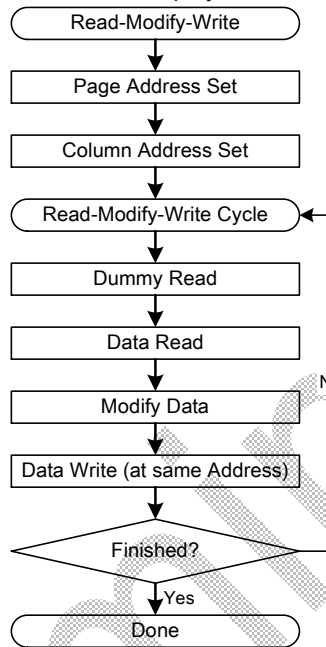 Read-Modify-Write
Page Address Set
Column Address Set
Read-Modify-Write Cycle
Dummy Read
Data Read
N
Modify Data
Data Write (at same Address)
Finished?
Yes
Done